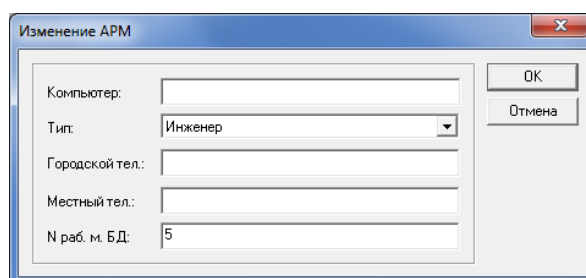 Изменение АРМ
Компьютер:
OK
Тип: Инженер
Отмена
Городской тел.:
Местный тел.:
N раб. м. БД: 5